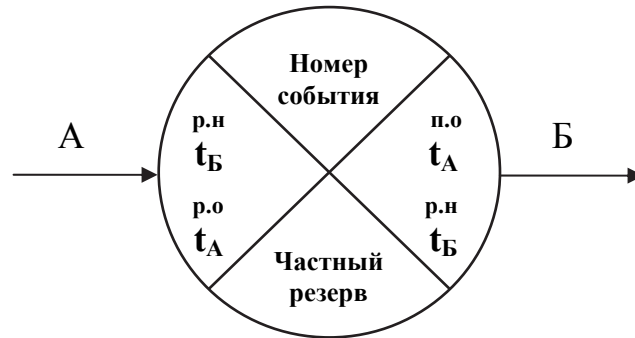 Номер
события
А
р.н
tБ
р.о
tА
п.о
tА
р.н
tБ
Б
Частный
резерв